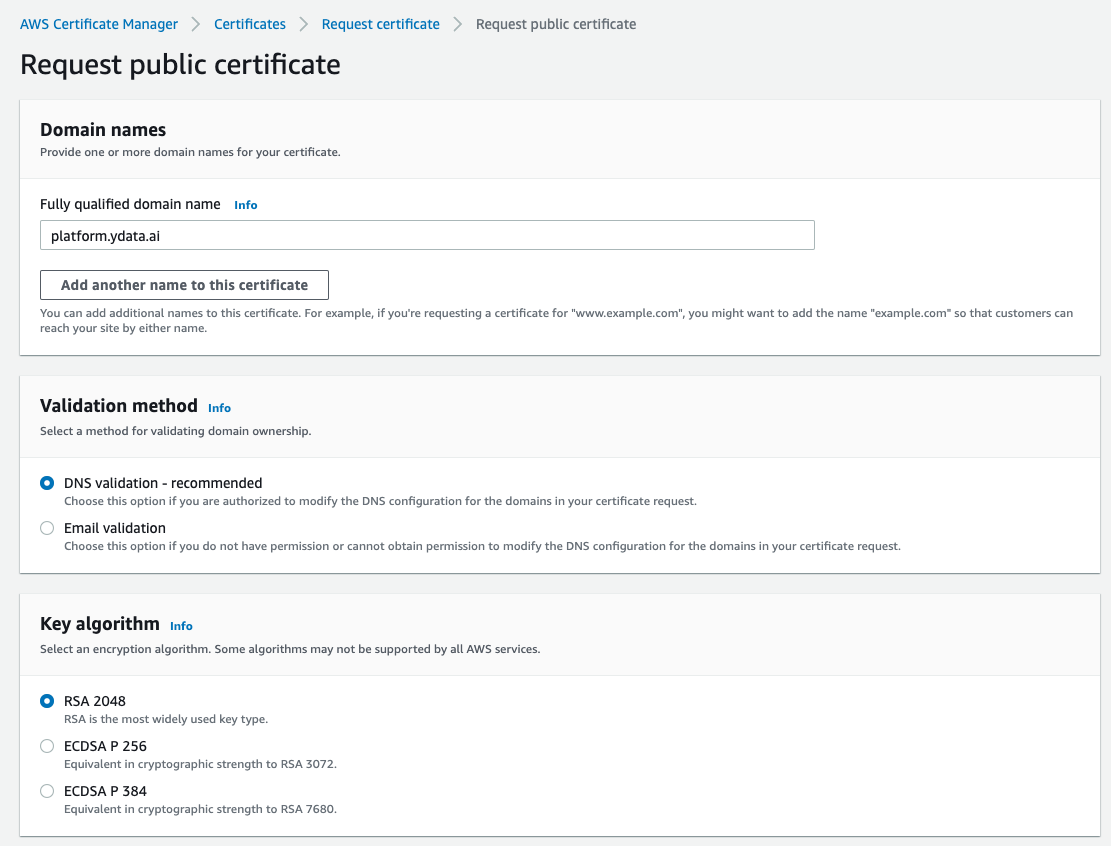 AWS Certificate Manager > Certificates > Request certificate > Request public certificate
Request public certificate
Domain names
Provide one or more domain names for your certificate.
Fully qualified domain name Info
platform.ydata.ai
Add another name to this certificate
You can add additional names to this certificate. For example, if you're requesting a certificate for "www.example.com", you might want to add the name "example.com" so that customers can
reach your site by either name.
Validation method Info
Select a method for validating domain ownership.
DNS validation - recommended
Choose this option if you are authorized to modify the DNS configuration for the domains in your certificate request.
Email validation
Choose this option if you do not have permission or cannot obtain permission to modify the DNS configuration for the domains in your certificate request.
Key algorithm Info
Select an encryption algorithm. Some algorithms may not be supported by all AWS services.
RSA 2048
RSA is the most widely used key type.
ECDSA P 256
Equivalent in cryptographic strength to RSA 3072.
ECDSA P 384
Equivalent in cryptographic strength to RSA 7680.